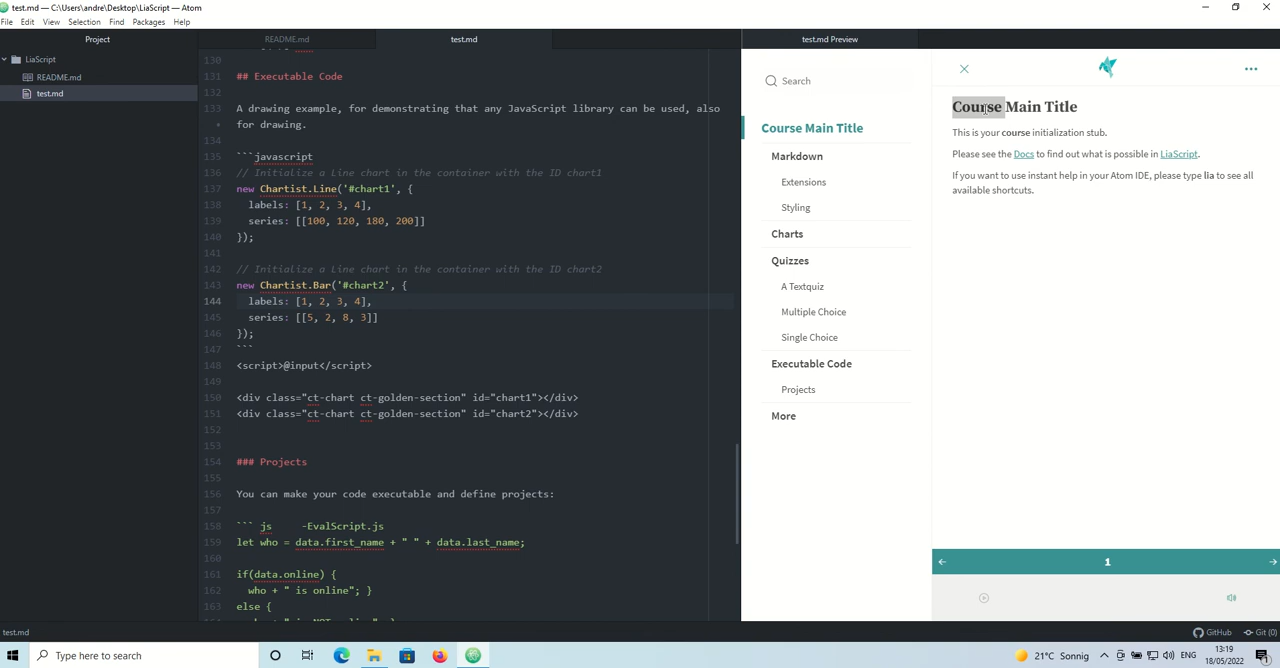 test.md — C:\Users\andre\Desktop\LiaScript — Atom
File Edit View Selection Find Packages Help
Project
README.md
test.md
test.md Preview
LiaScript
README.md
test.md
130
131 ## Executable Code
132
133 A drawing example, for demonstrating that any JavaScript library can be used, also
• for drawing.
134
135 ```javascript
136 // Initialize a Line chart in the container with the ID chart1
137 new Chartist.Line('#chart1', {
138 labels: [1, 2, 3, 4],
139 series: [[100, 120, 180, 200]]
140 });
141
142 // Initialize a Line chart in the container with the ID chart2
143 new Chartist.Bar('#chart2', {
144 labels: [1, 2, 3, 4],
145 series: [[5, 2, 8, 3]]
146 });
147 ```
148 <script>@input</script>
149
150 <div class="ct-chart ct-golden-section" id="chart1"></div>
151 <div class="ct-chart ct-golden-section" id="chart2"></div>
152
153
154 ### Projects
155
156 You can make your code executable and define projects:
157
158 ``` js -EvalScript.js
159 let who = data.first_name + " " + data.last_name;
160
161 if(data.online) {
162 who + " is online"; }
163 else {
Search
Course Main Title
Markdown
Extensions
Styling
Charts
Quizzes
A Textquiz
Multiple Choice
Single Choice
Executable Code
Projects
More
Course Main Title
This is your course initialization stub.
Please see the Docs to find out what is possible in LiaScript.
If you want to use instant help in your Atom IDE, please type lia to see all
available shortcuts.
1
test.md
GitHub
Git (0)
Type here to search
21°C Sonnig
ENG
13:19
18/05/2022